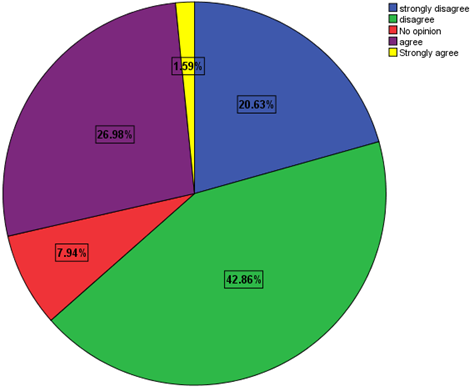 strongly disagree
disagree
No opinion
agree
Strongly agree
1.59%
20.63%
26.98%
7.94%
42.86%